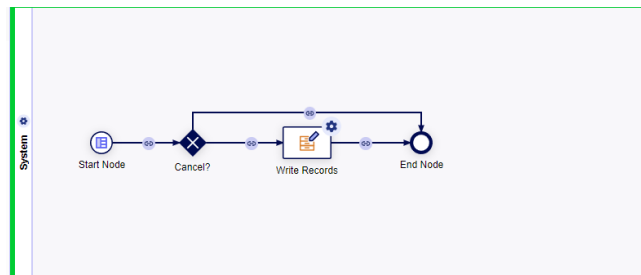 System
Start Node
Cancel?
Write Records
End Node